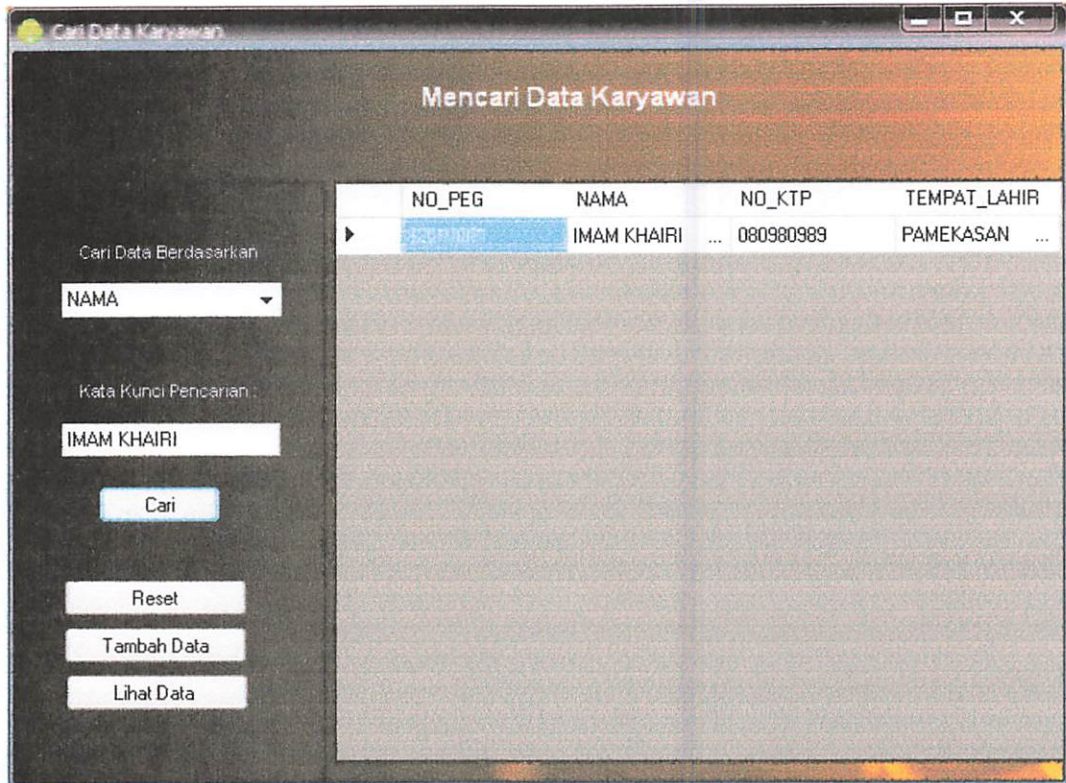 Cari Data Karyawan
Mencari Data Karyawan
NO_PEG NAMA NO_KTP TEMPAT_LAHIR
IMAM KHAIRI ... 080980989 PAMEKASAN ...
Cari Data Berdasarkan
NAMA
Kata Kunci Pencarian :
IMAM KHAIRI
Cari
Reset
Tambah Data
Lihat Data